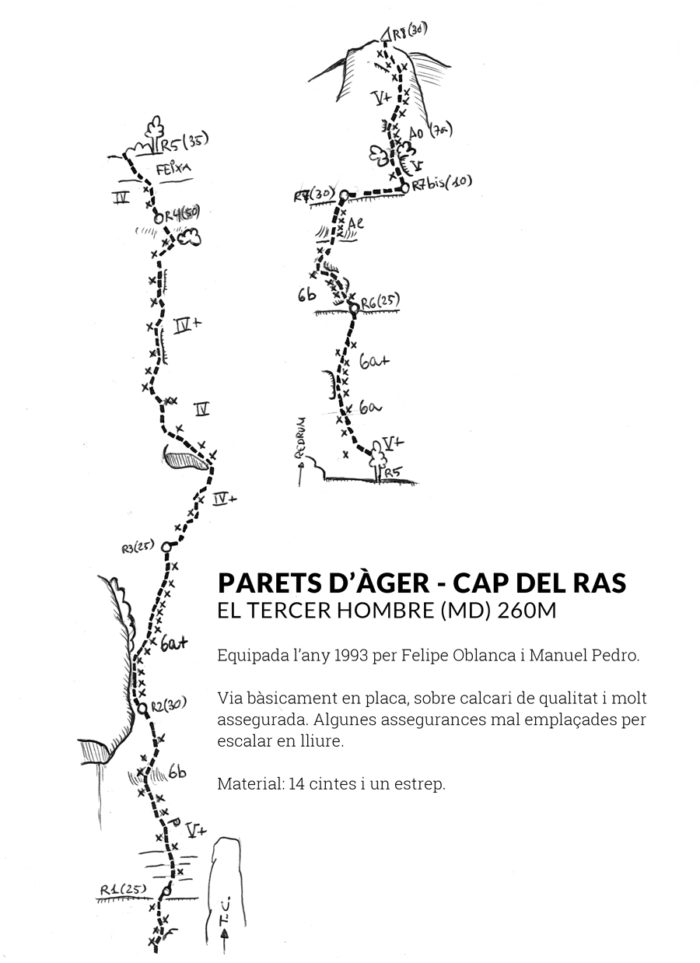 R8(30)
V+
A0 (7a)
V
R7bis(10)
R7(30)
Ae
6b
R6(25)
6a+
6a
V+
R5
PEDRUM
R5(35)
FEIXA
IV
R4(50)
IV+
IV
IV+
R3(25)
6a+
R2(30)
6b
V+
R1(25)
T.C.
PARETS D'ÀGER - CAP DEL RAS
EL TERCER HOMBRE (MD) 260M
Equipada l'any 1993 per Felipe Oblanca i Manuel Pedro.
Via bàsicament en placa, sobre calcari de qualitat i molt
assegurada. Algunes assegurances mal emplaçades per
escalar en lliure.
Material: 14 cintes i un estrep.